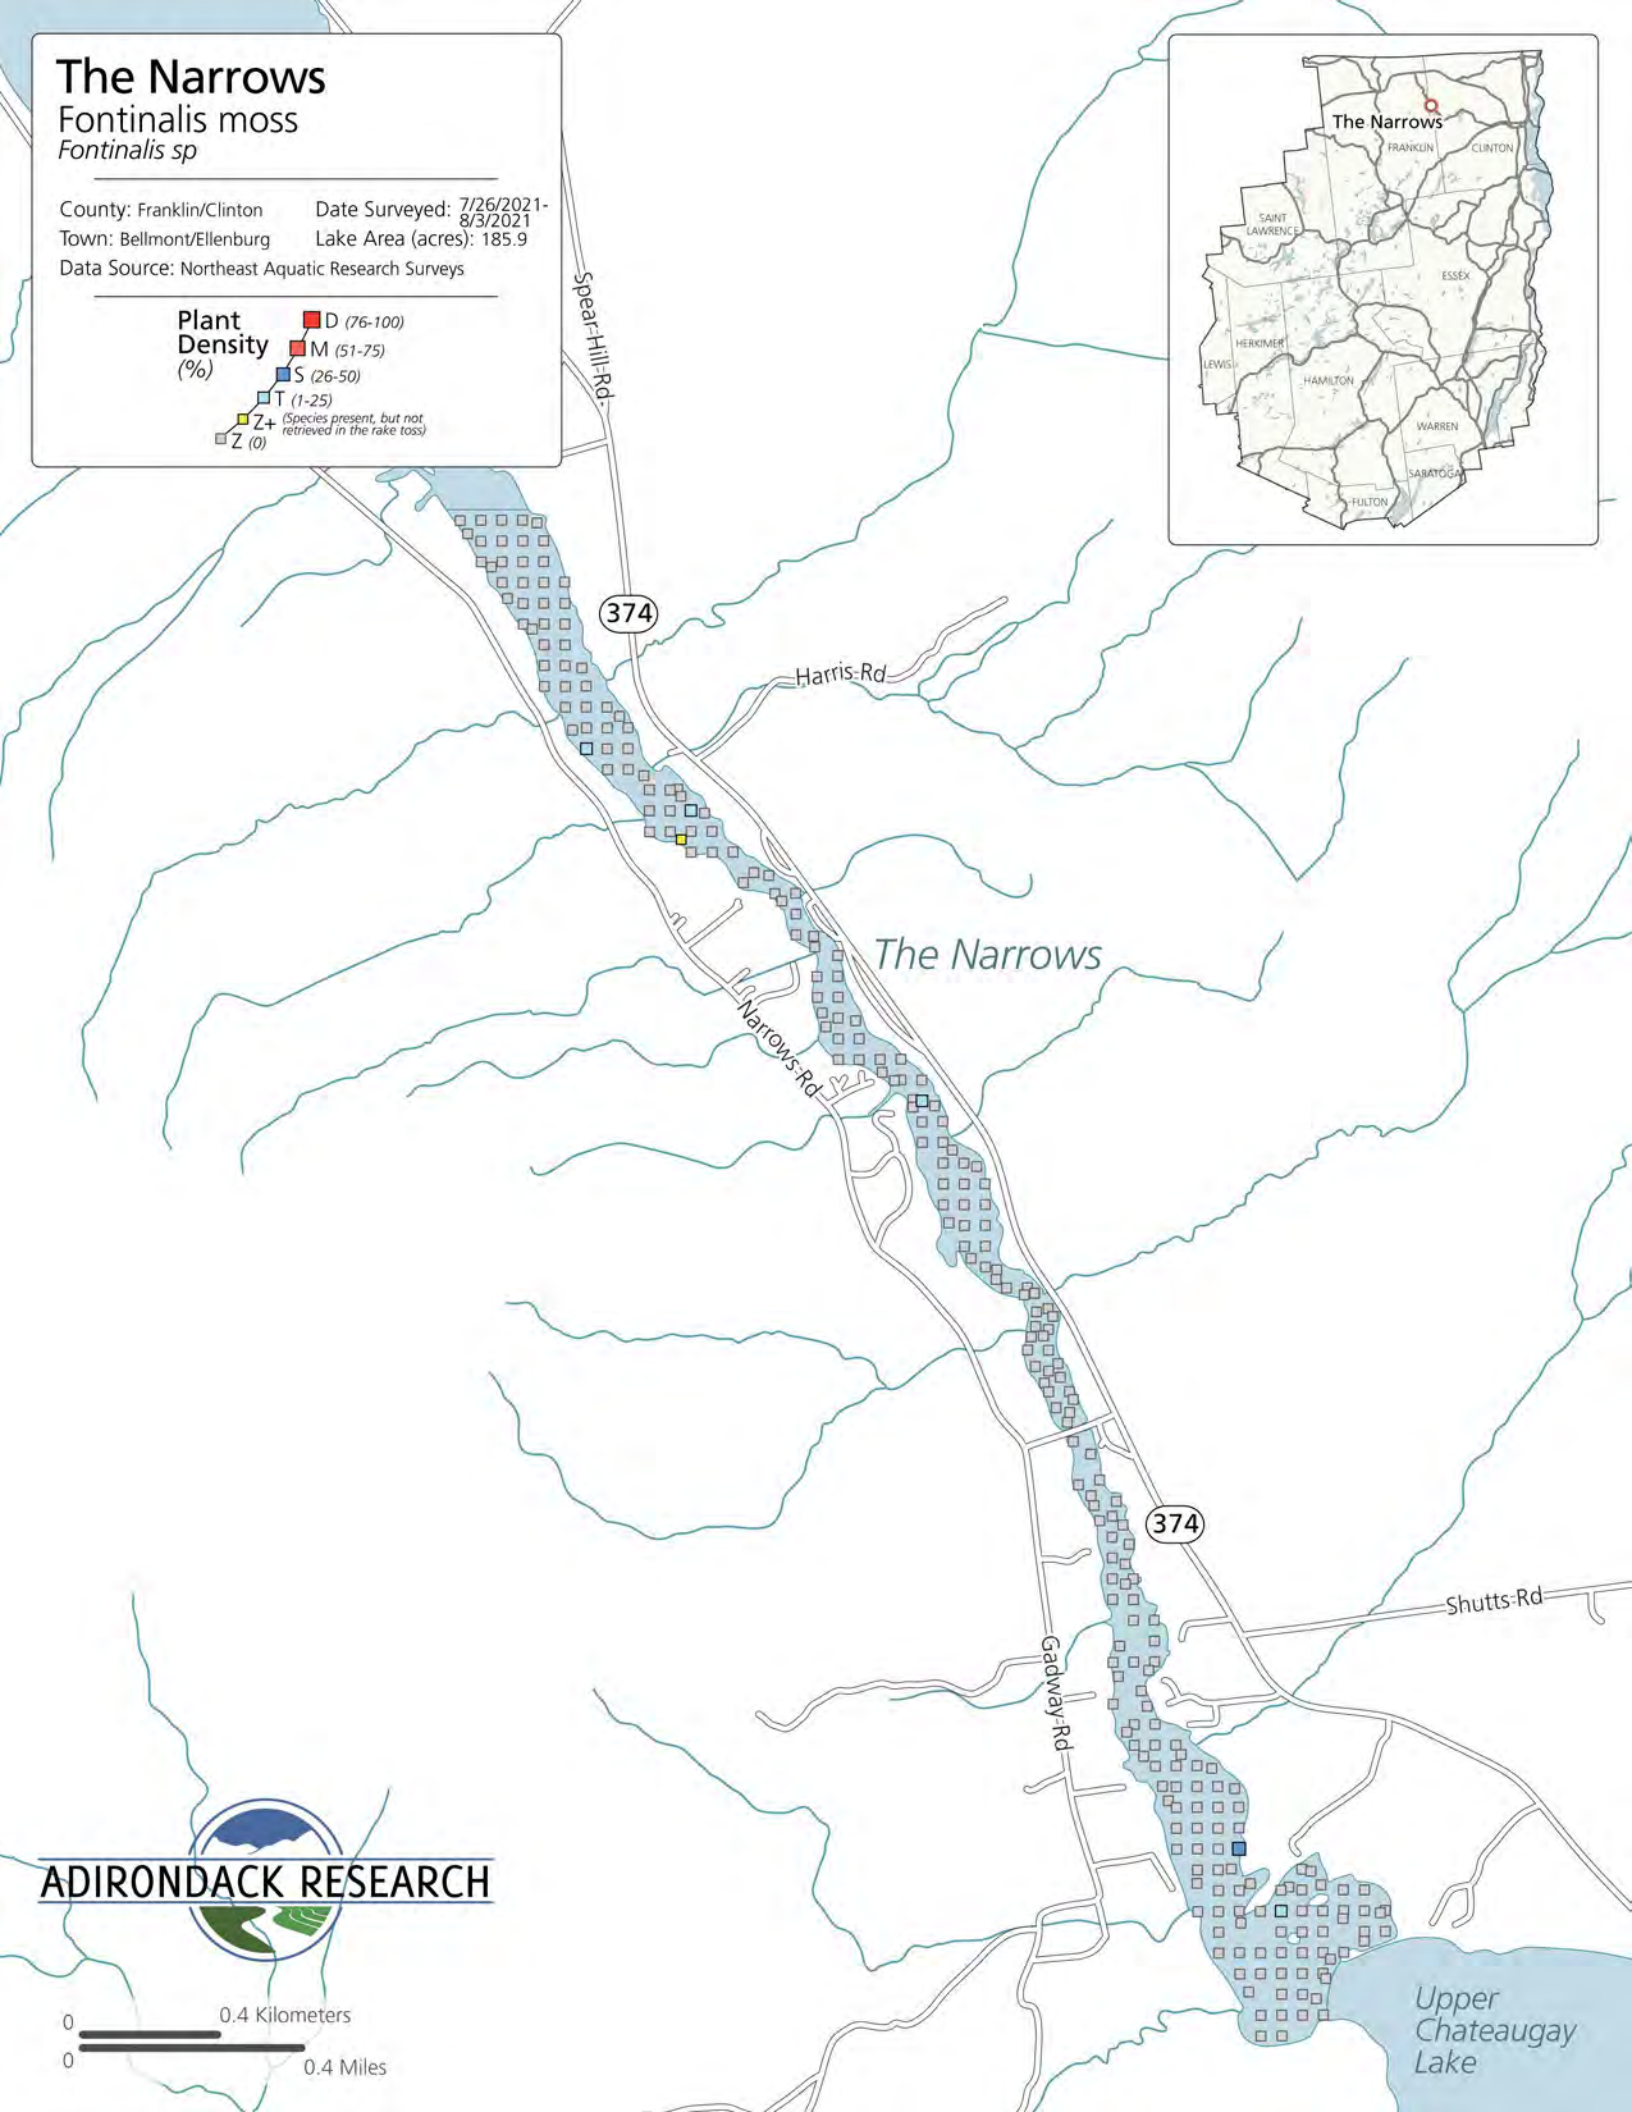 The Narrows
Fontinalis moss
Fontinalis sp
County: Franklin/Clinton
Date Surveyed: 7/26/2021-
8/3/2021
Town: Bellmont/Ellenburg
Lake Area (acres): 185.9
Data Source: Northeast Aquatic Research Surveys
Plant
Density
(%)
D (76-100)
M (51-75)
S (26-50)
T (1-25)
Z+ (Species present, but not
retrieved in the rake toss)
Z (0)
The Narrows
FRANKLIN
CLINTON
SAINT
LAWRENCE
ESSEX
HERKIMER
LEWIS
HAMILTON
WARREN
SARATOGA
FULTON
Spear-Hill-Rd-
374
Harris-Rd
The Narrows
Narrows-Rd
374
Shutts-Rd
Gadway-Rd
ADIRONDACK RESEARCH
0
0.4 Kilometers
0
0.4 Miles
Upper
Chateaugay
Lake